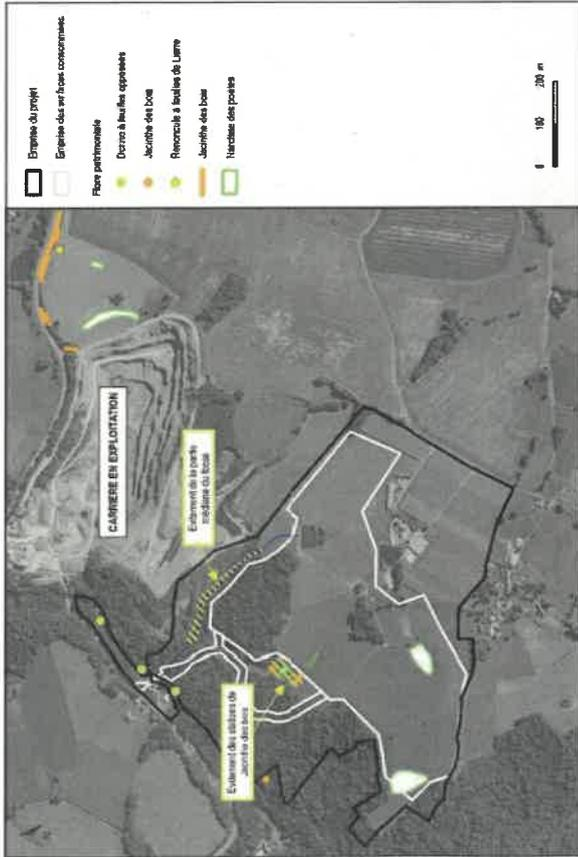 Emprise du projet
Emprise des surfaces consommées
Flore patrimoniale
Dorine à feuilles opposées
Jacinthe des bois
Renoncule à feuilles de Lierre
Jacinthe des bois
Narcisse des poètes
0 100 200 m
CARRIERE EN EXPLOITATION
Evitement de la partie
médiane du fossé
Evitement des stations de
Jacinthe des bois